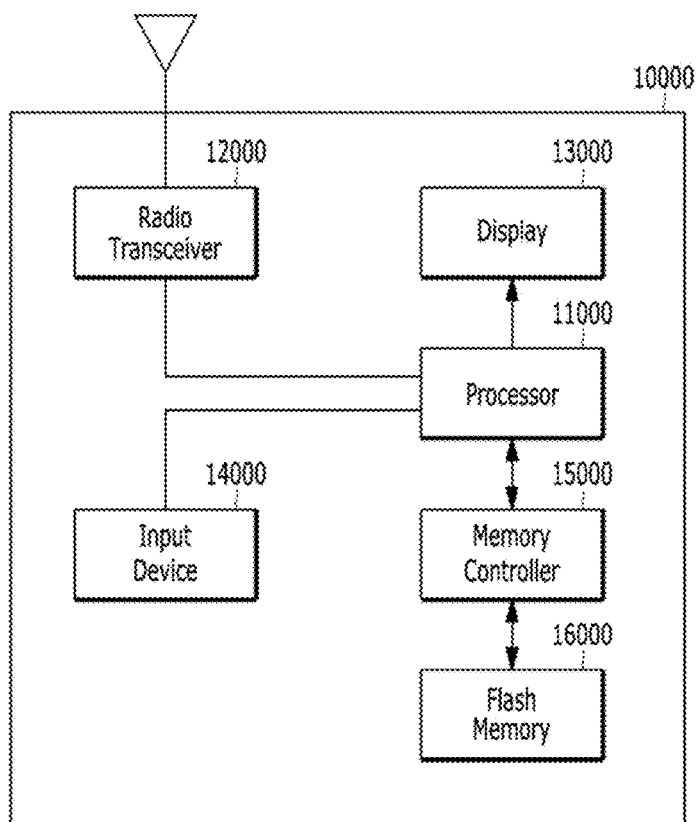 10000
12000
Radio
Transceiver
13000
Display
11000
Processor
14000
Input
Device
15000
Memory
Controller
16000
Flash
Memory